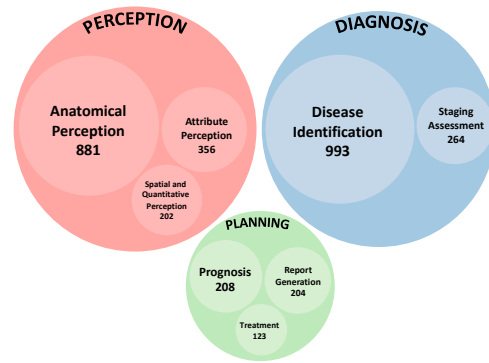 PERCEPTION
Anatomical
Perception
881
Attribute
Perception
356
Spatial and
Quantitative
Perception
202
DIAGNOSIS
Disease
Identification
993
Staging
Assessment
264
PLANNING
Prognosis
208
Report
Generation
204
Treatment
123